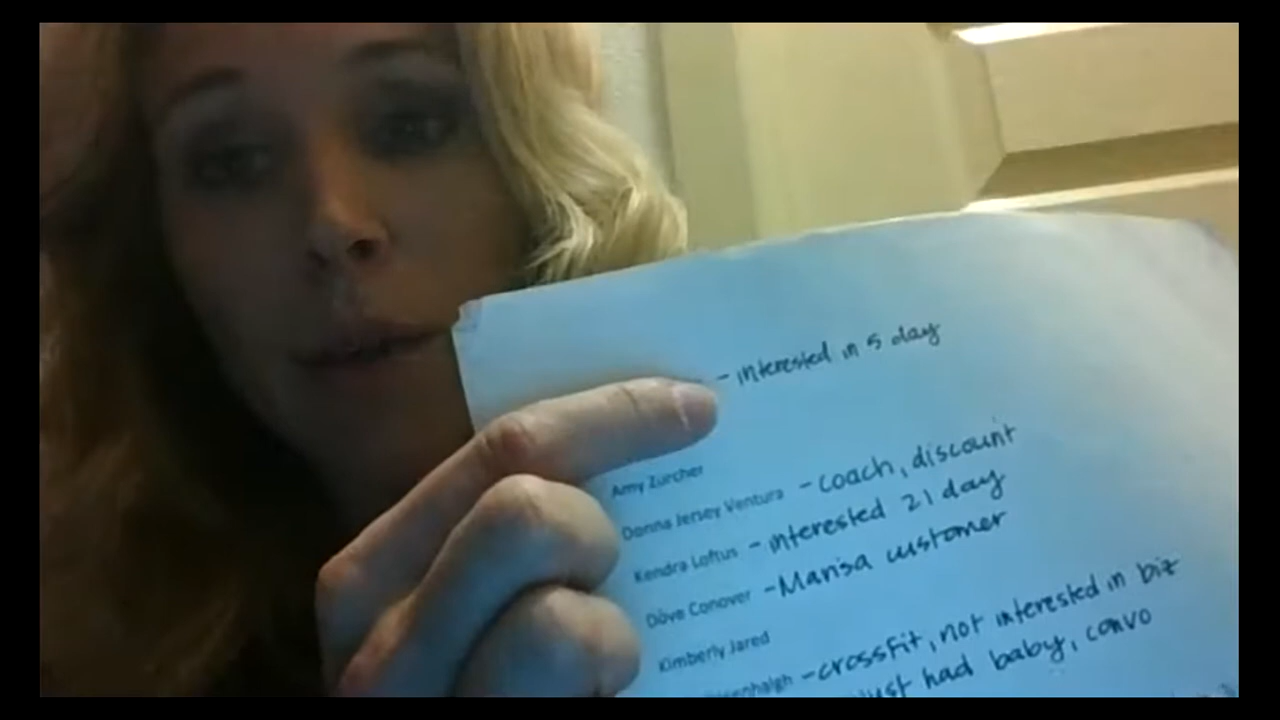 - interested in 5 day
Amy Zurcher
Donna Jersey Ventura - coach, discount
Kendra Loftus - interested 21 day
Dove Conover - Marisa customer
Kimberly Jared
- crossfit, not interested in biz
just had baby, convo